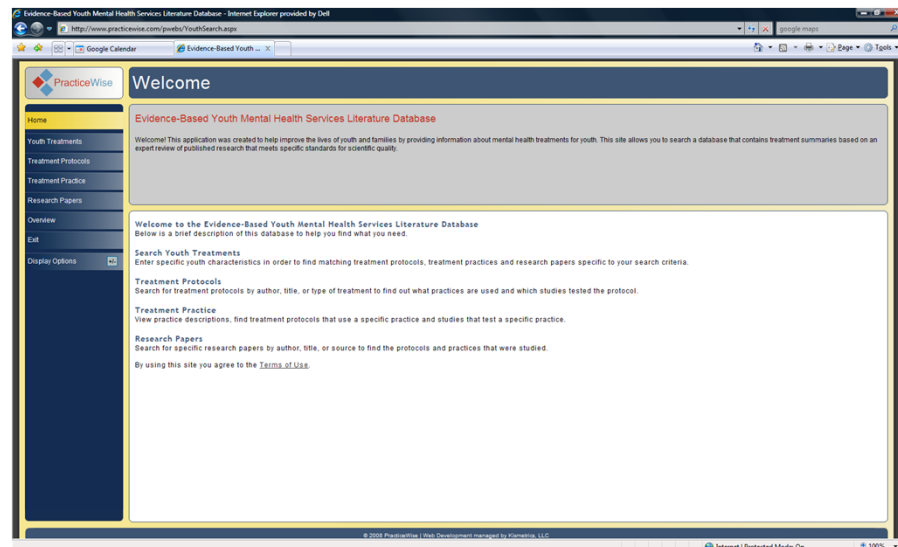 Evidence-Based Youth Mental Health Services Literature Database - Internet Explorer provided by Dell
http://www.practicewise.com/pwebs/YouthSearch.aspx
google maps
Google Calendar
Evidence-Based Youth ...
Page
Tools
PracticeWise
Welcome
Home
Youth Treatments
Treatment Protocols
Treatment Practice
Research Papers
Overview
Exit
Display Options
Evidence-Based Youth Mental Health Services Literature Database
Welcome! This application was created to help improve the lives of youth and families by providing information about mental health treatments for youth. This site allows you to search a database that contains treatment summaries based on an
expert review of published research that meets specific standards for scientific quality.
Welcome to the Evidence-Based Youth Mental Health Services Literature Database
Below is a brief description of this database to help you find what you need.
Search Youth Treatments
Enter specific youth characteristics in order to find matching treatment protocols, treatment practices and research papers specific to your search criteria.
Treatment Protocols
Search for treatment protocols by author, title, or type of treatment to find out what practices are used and which studies tested the protocol.
Treatment Practice
View practice descriptions, find treatment protocols that use a specific practice and studies that test a specific practice.
Research Papers
Search for specific research papers by author, title, or source to find the protocols and practices that were studied.
By using this site you agree to the Terms of Use.
© 2008 PracticeWise | Web Development managed by Kismetrics, LLC
Internet | Protected Mode: On
100%